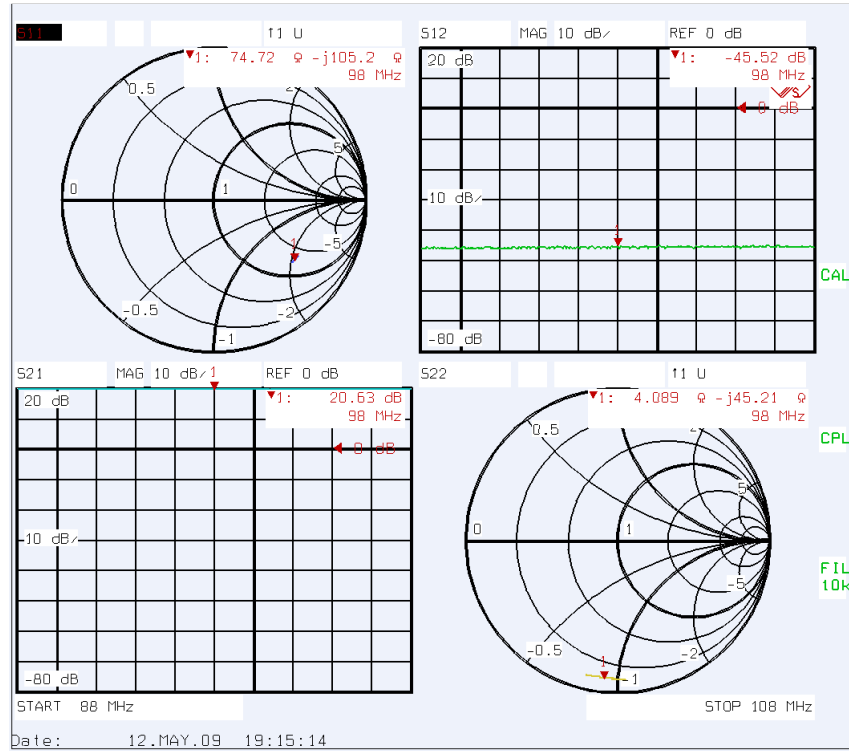 S11 ↑1 U
▼1: 74.72 Ω -j105.2 Ω
98 MHz
0.5 2
5
0 1
1
-5
-0.5 -2
-1
S12 MAG 10 dB/ REF 0 dB
20 dB ▼1: -45.52 dB
98 MHz
0 dB
10 dB/
1
-80 dB
CAL
S21 MAG 10 dB/ 1 REF 0 dB
20 dB ▼1: 20.63 dB
98 MHz
0 dB
10 dB/
-80 dB
START 88 MHz
S22 ↑1 U
▼1: 4.089 Ω -j45.21 Ω
98 MHz
0.5 2
5
0 1
-5
-0.5 -2
1
-1
CPL
FIL
10k
STOP 108 MHz
Date: 12.MAY.09 19:15:14